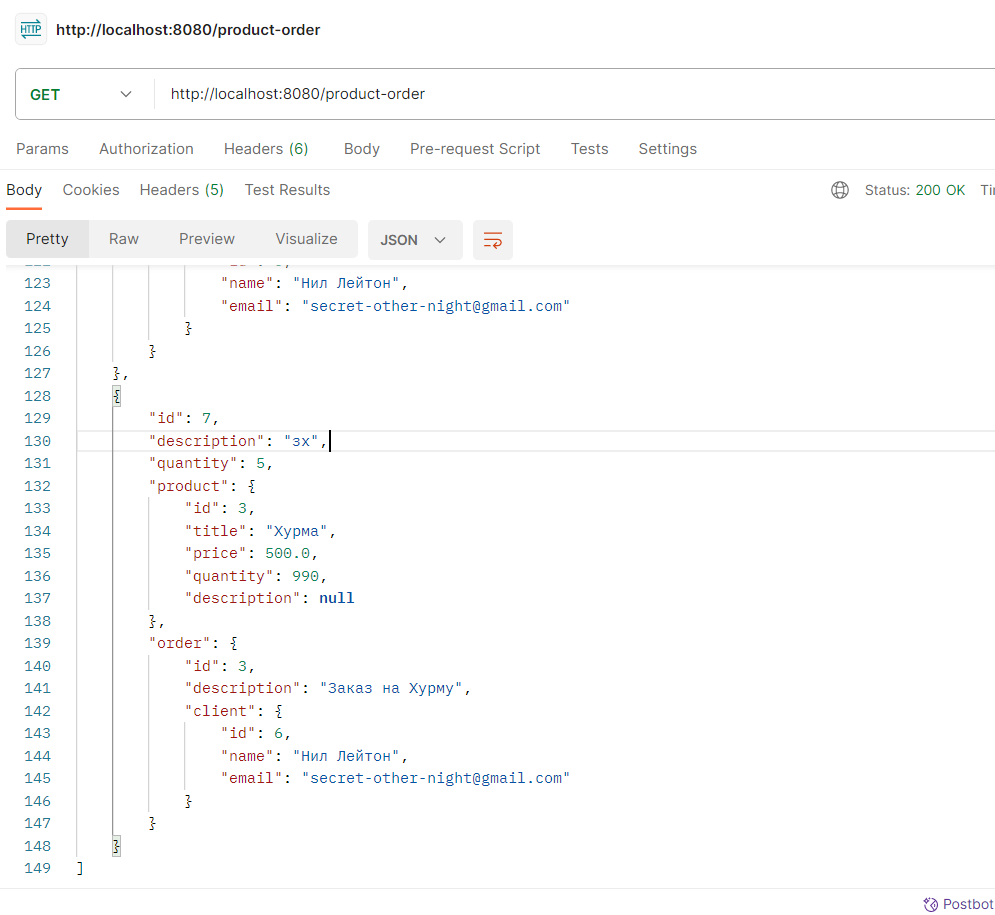 HTTP http://localhost:8080/product-order
GET http://localhost:8080/product-order
Params Authorization Headers (6) Body Pre-request Script Tests Settings
Body Cookies Headers (5) Test Results Status: 200 OK
Pretty Raw Preview Visualize JSON
123 "name": "Нил Лейтон",
124 "email": "secret-other-night@gmail.com"
125 }
126 }
127 },
128 {
129 "id": 7,
130 "description": "зх",
131 "quantity": 5,
132 "product": {
133 "id": 3,
134 "title": "Хурма",
135 "price": 500.0,
136 "quantity": 990,
137 "description": null
138 },
139 "order": {
140 "id": 3,
141 "description": "Заказ на Хурму",
142 "client": {
143 "id": 6,
144 "name": "Нил Лейтон",
145 "email": "secret-other-night@gmail.com"
146 }
147 }
148 }
149 ]
Postbot